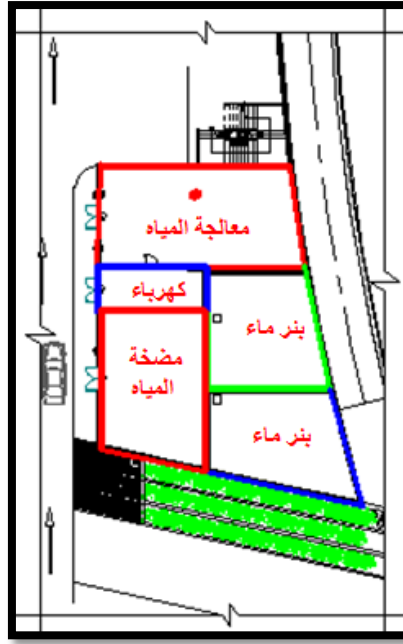 معالجة المياه
كهرباء
بئر ماء
مضخة
المياه
بئر ماء